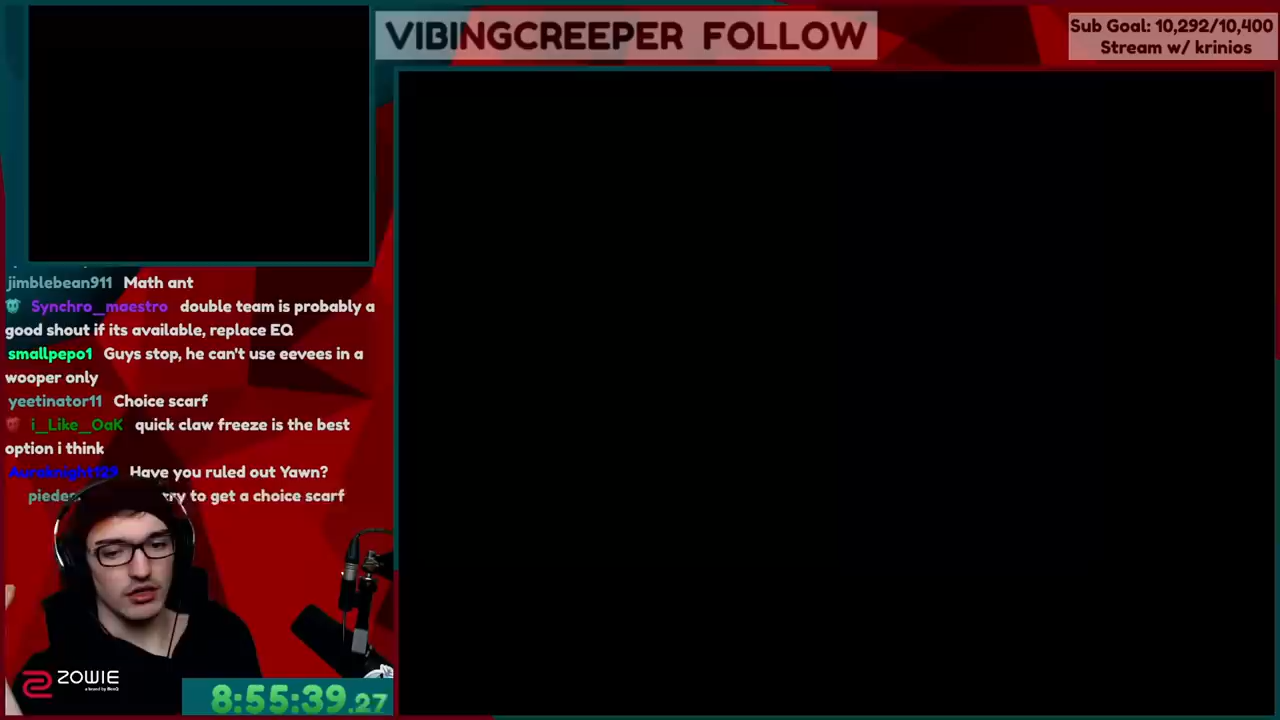 VIBINGCREEPER FOLLOW
Sub Goal: 10,292/10,400
Stream w/ krinios
jimblebean911 Math ant
Synchro_maestro double team is probably a
good shout if its available, replace EQ
smallpepo1 Guys stop, he can't use eevees in a
wooper only
yeetinator11 Choice scarf
i_Like_OaK quick claw freeze is the best
option i think
Auraknight129 Have you ruled out Yawn?
to get a choice scarf
ZOWIE
8:55:39.27